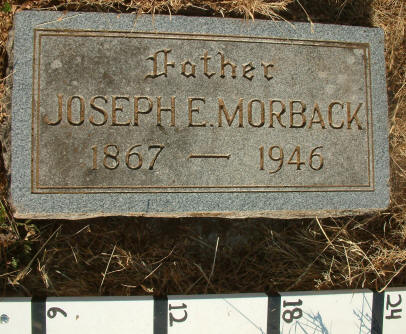 Father
JOSEPH E. MORBACK
1867 — 1946
6 12 18 24